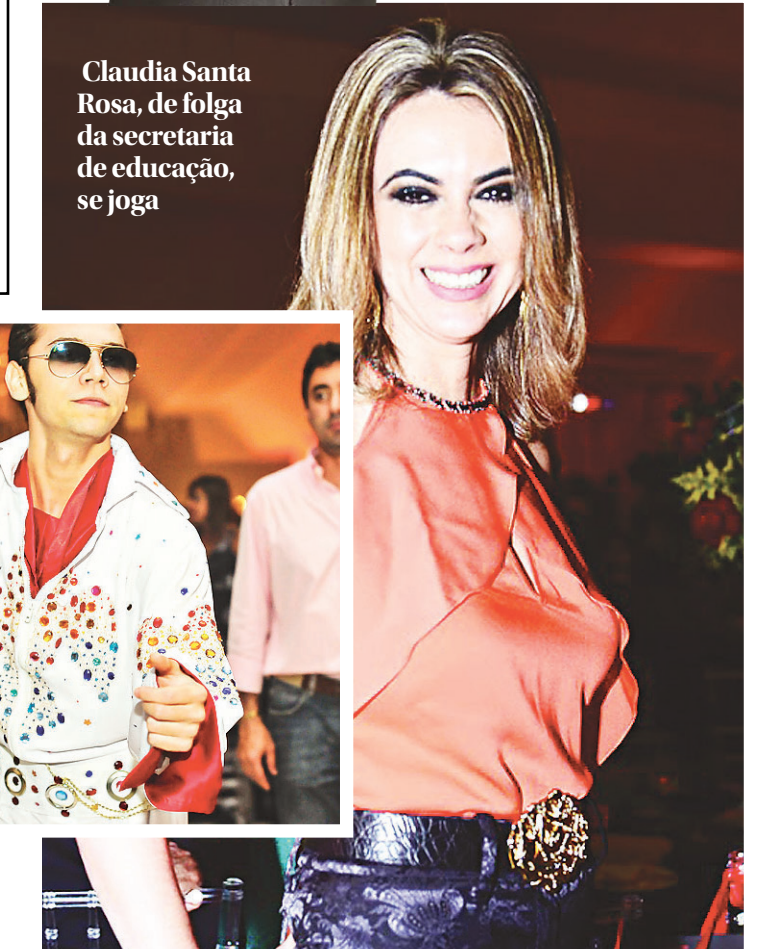 Claudia Santa
Rosa, de folga
da secretaria
de educação,
se joga